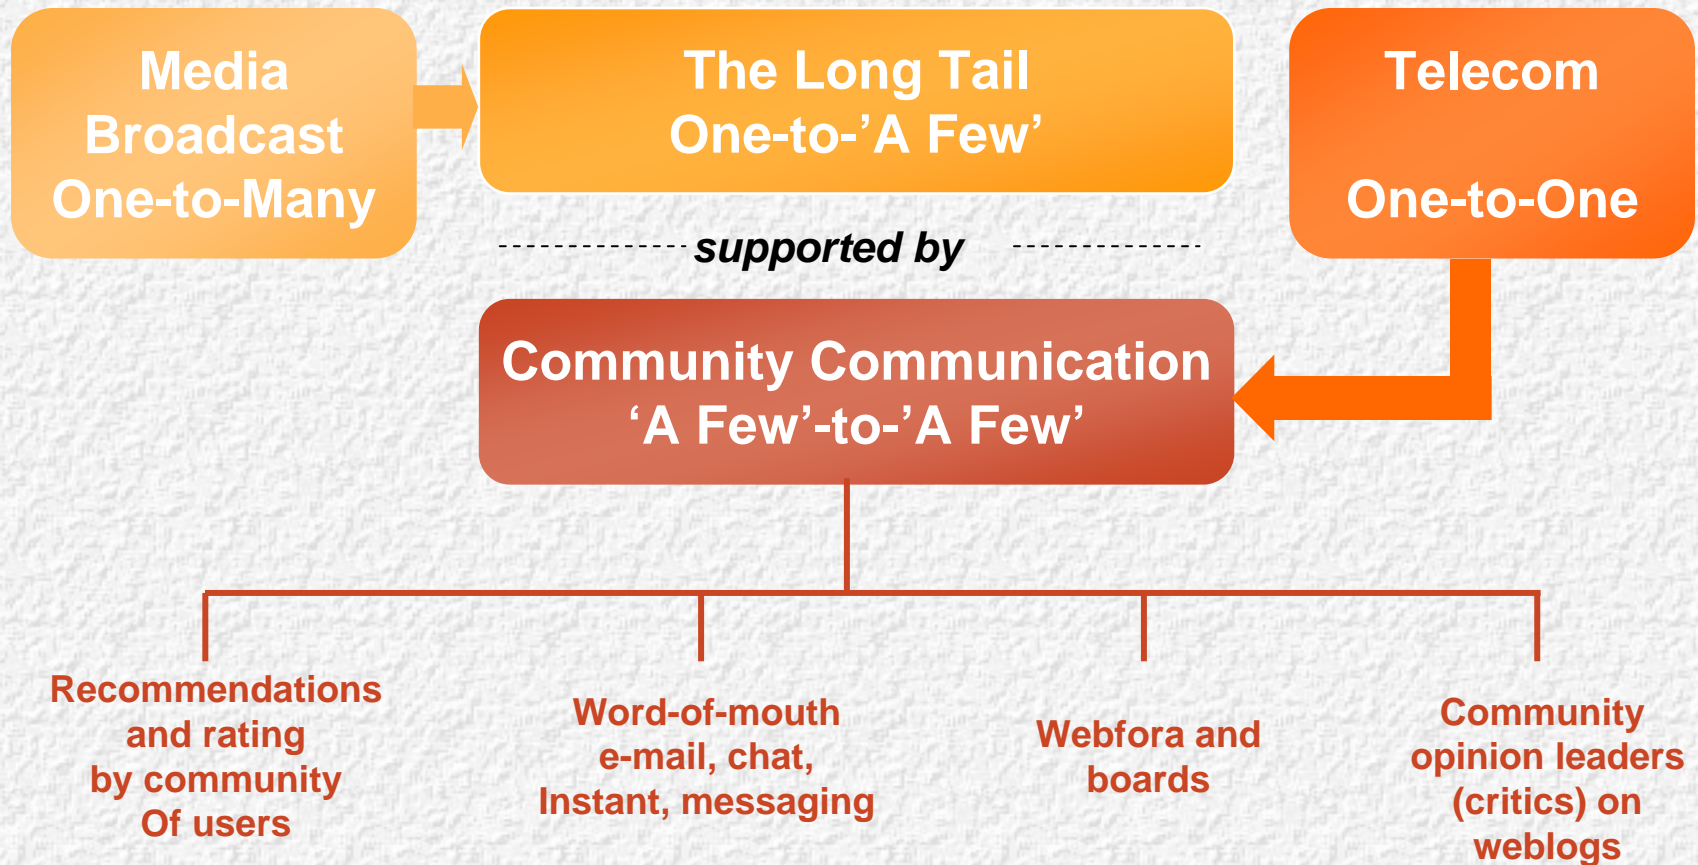 Media
Broadcast
One-to-Many
The Long Tail
One-to-’A Few’
Telecom
One-to-One
supported by
Community Communication
‘A Few’-to-’A Few’
Recommendations
and rating
by community
Of users
Word-of-mouth
e-mail, chat,
Instant, messaging
Webfora and
boards
Community
opinion leaders
(critics) on
weblogs